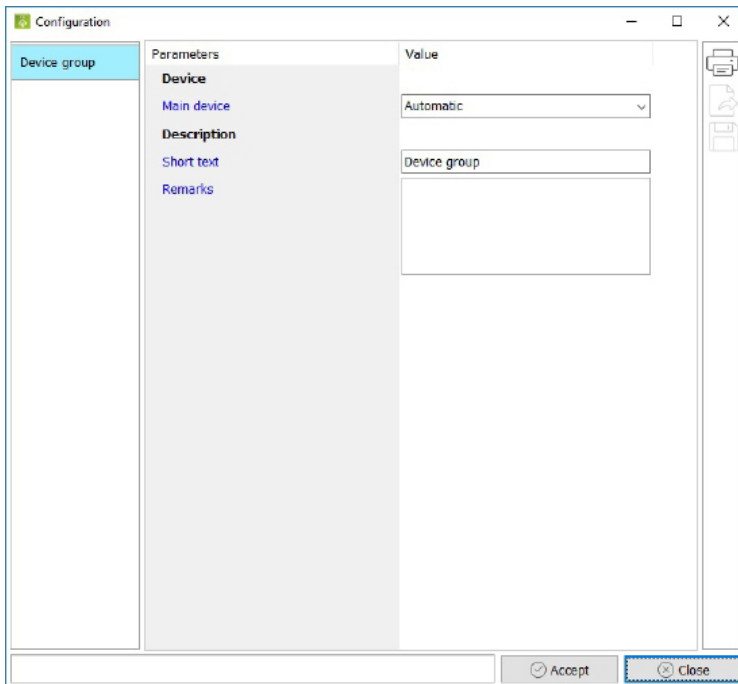 Configuration
Device group
Parameters Value
Device
Main device Automatic
Description
Short text Device group
Remarks
Accept Close